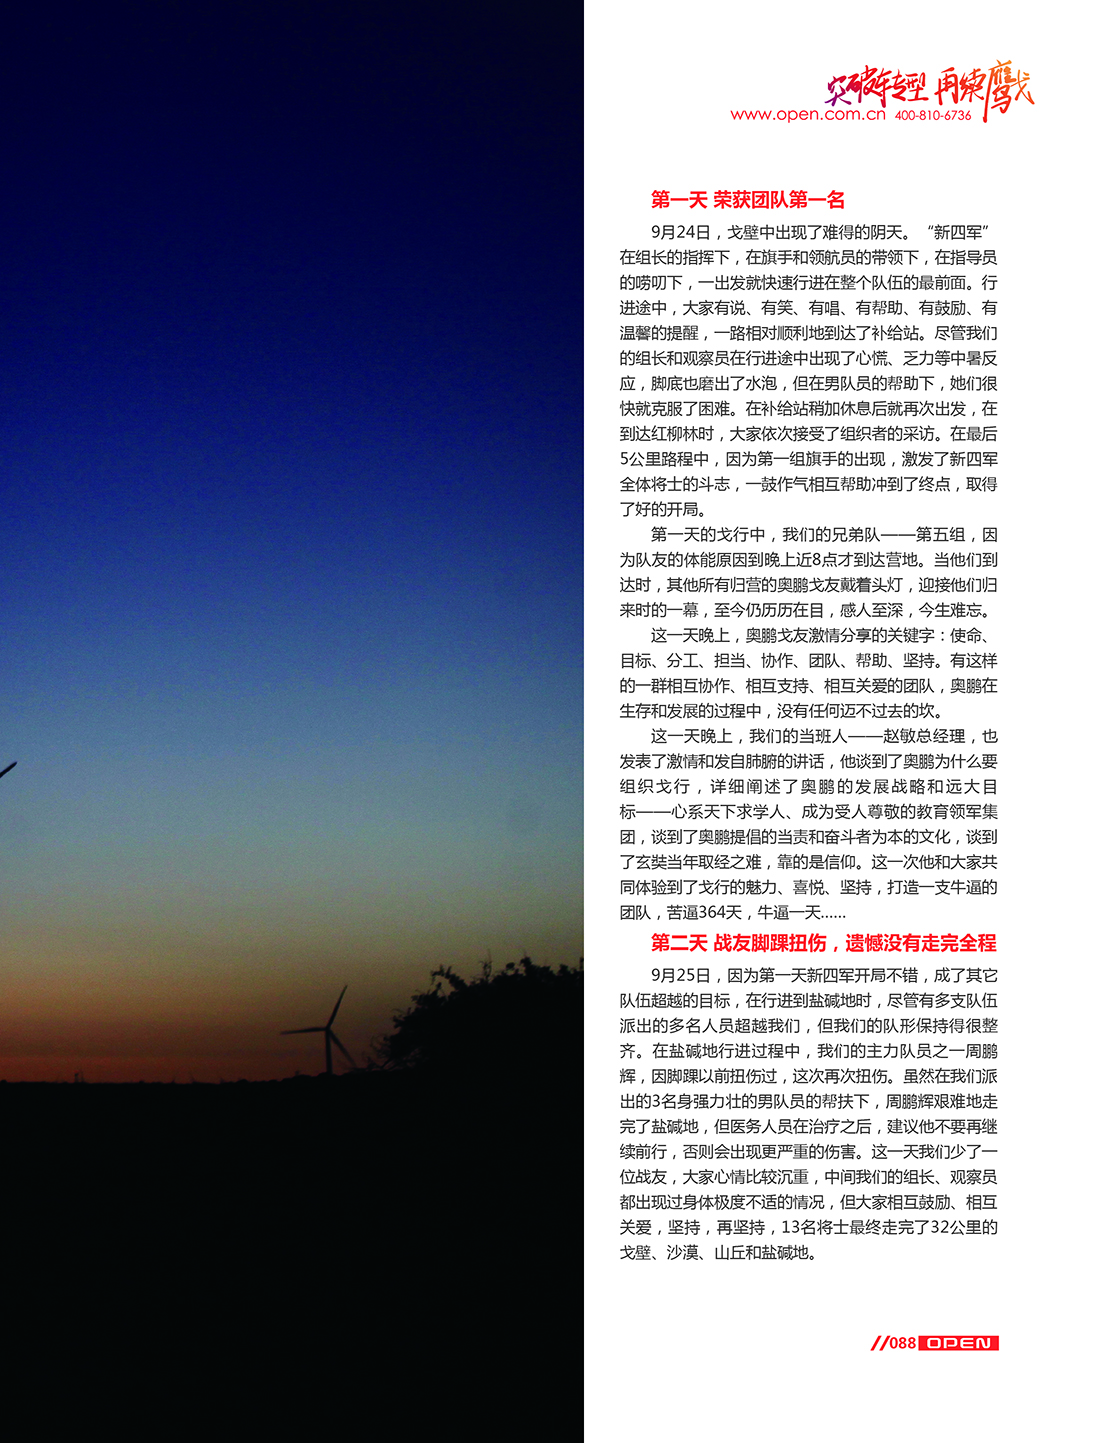 突破转型 再续鹰戈
www.open.com.cn 400-810-6736
第一天 荣获团队第一名
9月24日，戈壁中出现了难得的阴天。“新四军”
在组长的指挥下，在旗手和领航员的带领下，在指导员
的唠叨下，一出发就快速行进在整个队伍的最前面。行
进途中，大家有说、有笑、有唱、有帮助、有鼓励、有
温馨的提醒，一路相对顺利地到达了补给站。尽管我们
的组长和观察员在行进途中出现了心慌、乏力等中暑反
应，脚底也磨出了水泡，但在男队员的帮助下，她们很
快就克服了困难。在补给站稍加休息后就再次出发，在
到达红柳林时，大家依次接受了组织者的采访。在最后
5公里路程中，因为第一组旗手的出现，激发了新四军
全体将士的斗志，一鼓作气相互帮助冲到了终点，取得
了好的开局。
第一天的戈行中，我们的兄弟队——第五组，因
为队友的体能原因到晚上近8点才到达营地。当他们到
达时，其他所有归营的奥鹏戈友戴着头灯，迎接他们归
来时的一幕，至今仍历历在目，感人至深，今生难忘。
这一天晚上，奥鹏戈友激情分享的关键字：使命、
目标、分工、担当、协作、团队、帮助、坚持。有这样
的一群相互协作、相互支持、相互关爱的团队，奥鹏在
生存和发展的过程中，没有任何迈不过去的坎。
这一天晚上，我们的当班人——赵敏总经理，也
发表了激情和发自肺腑的讲话，他谈到了奥鹏为什么要
组织戈行，详细阐述了奥鹏的发展战略和远大目
标——心系天下求学人、成为受人尊敬的教育领军集
团，谈到了奥鹏提倡的当责和奋斗者为本的文化，谈到
了玄奘当年取经之难，靠的是信仰。这一次他和大家共
同体验到了戈行的魅力、喜悦、坚持，打造一支牛逼的
团队，苦逼364天，牛逼一天......
第二天 战友脚踝扭伤，遗憾没有走完全程
9月25日，因为第一天新四军开局不错，成了其它
队伍超越的目标，在行进到盐碱地时，尽管有多支队伍
派出的多名人员超越我们，但我们的队形保持得很整
齐。在盐碱地行进过程中，我们的主力队员之一周鹏
辉，因脚踝以前扭伤过，这次再次扭伤。虽然在我们派
出的3名身强力壮的男队员的帮扶下，周鹏辉艰难地走
完了盐碱地，但医务人员在治疗之后，建议他不要再继
续前行，否则会出现更严重的伤害。这一天我们少了一
位战友，大家心情比较沉重，中间我们的组长、观察员
都出现过身体极度不适的情况，但大家相互鼓励、相互
关爱，坚持，再坚持，13名将士最终走完了32公里的
戈壁、沙漠、山丘和盐碱地。
//088 OPEN